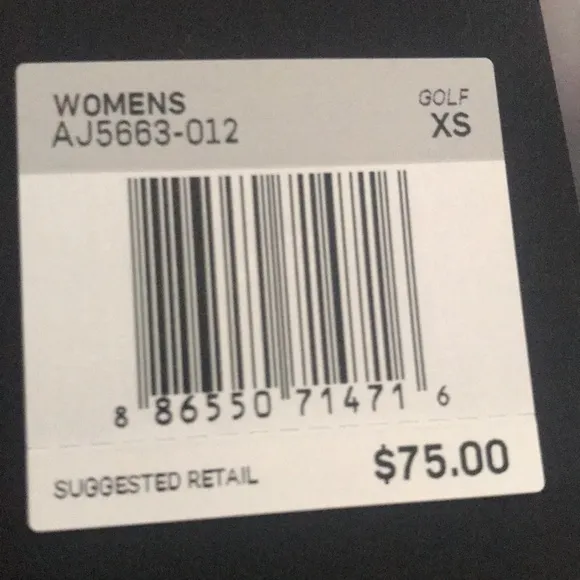 WOMENS
AJ5663-012
GOLF
XS
8 86550 71471 6
SUGGESTED RETAIL
$75.00